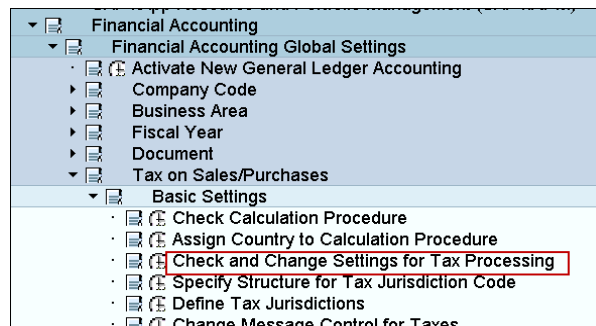 Financial Accounting
Financial Accounting Global Settings
Activate New General Ledger Accounting
Company Code
Business Area
Fiscal Year
Document
Tax on Sales/Purchases
Basic Settings
Check Calculation Procedure
Assign Country to Calculation Procedure
Check and Change Settings for Tax Processing
Specify Structure for Tax Jurisdiction Code
Define Tax Jurisdictions
Change Message Control for Taxes